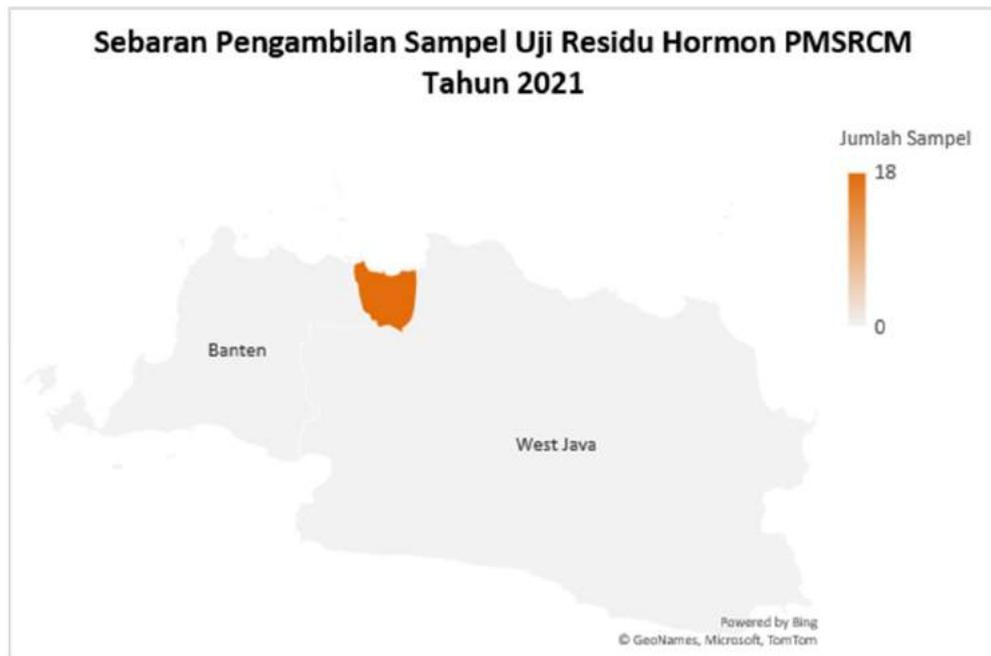 Sebaran Pengambilan Sampel Uji Residu Hormon PMSRCM
Tahun 2021
Jumlah Sampel
18
0
Banten
West Java
Powered by Bing
© GeoNames, Microsoft, TomTom